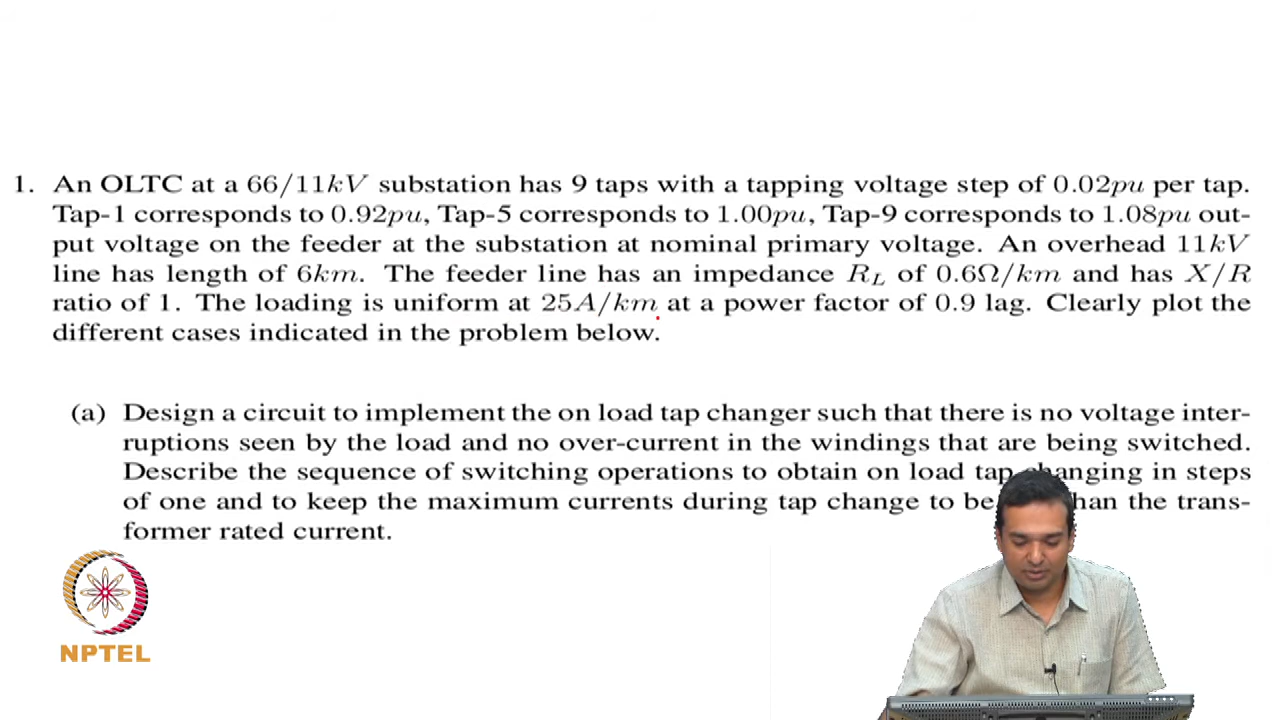 1. An OLTC at a 66/11kV substation has 9 taps with a tapping voltage step of 0.02pu per tap.
Tap-1 corresponds to 0.92pu, Tap-5 corresponds to 1.00pu, Tap-9 corresponds to 1.08pu out-
put voltage on the feeder at the substation at nominal primary voltage. An overhead 11kV
line has length of 6km. The feeder line has an impedance R_L of 0.6Ω/km and has X/R
ratio of 1. The loading is uniform at 25A/km at a power factor of 0.9 lag. Clearly plot the
different cases indicated in the problem below.
(a) Design a circuit to implement the on load tap changer such that there is no voltage inter-
ruptions seen by the load and no over-current in the windings that are being switched.
Describe the sequence of switching operations to obtain on load tap changing in steps
of one and to keep the maximum currents during tap change to be than the trans-
former rated current.
NPTEL